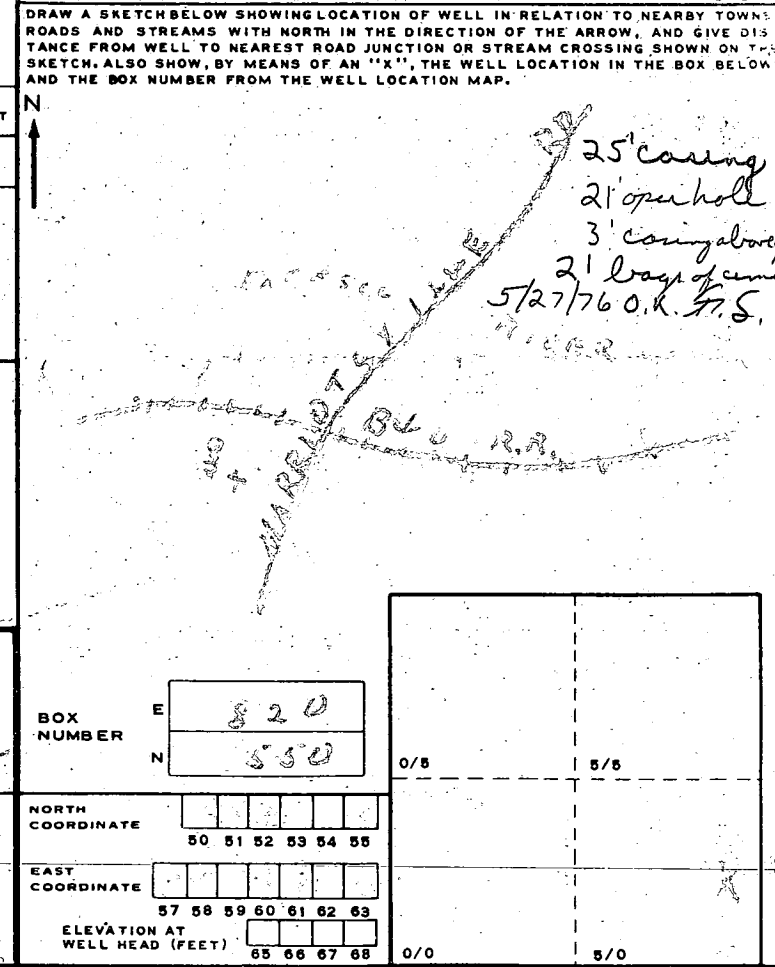 DRAW A SKETCH BELOW SHOWING LOCATION OF WELL IN RELATION TO NEARBY TOWNS
ROADS AND STREAMS WITH NORTH IN THE DIRECTION OF THE ARROW, AND GIVE DIS
TANCE FROM WELL TO NEAREST ROAD JUNCTION OR STREAM CROSSING SHOWN ON THE
SKETCH. ALSO SHOW, BY MEANS OF AN "X", THE WELL LOCATION IN THE BOX BELOW
AND THE BOX NUMBER FROM THE WELL LOCATION MAP.
N
T
RD
25' casing
21' open hole
3' casing above
2' bags of
5/27/76 O.K.
MARRIOTSVILLE
B & O R.R.
X
BOX
NUMBER
E 820
N 550
0/5 5/5
NORTH
COORDINATE
50 51 52 53 54 55
EAST
COORDINATE
57 58 59 60 61 62 63
ELEVATION AT
WELL HEAD (FEET)
65 66 67 68
0/0 5/0
X